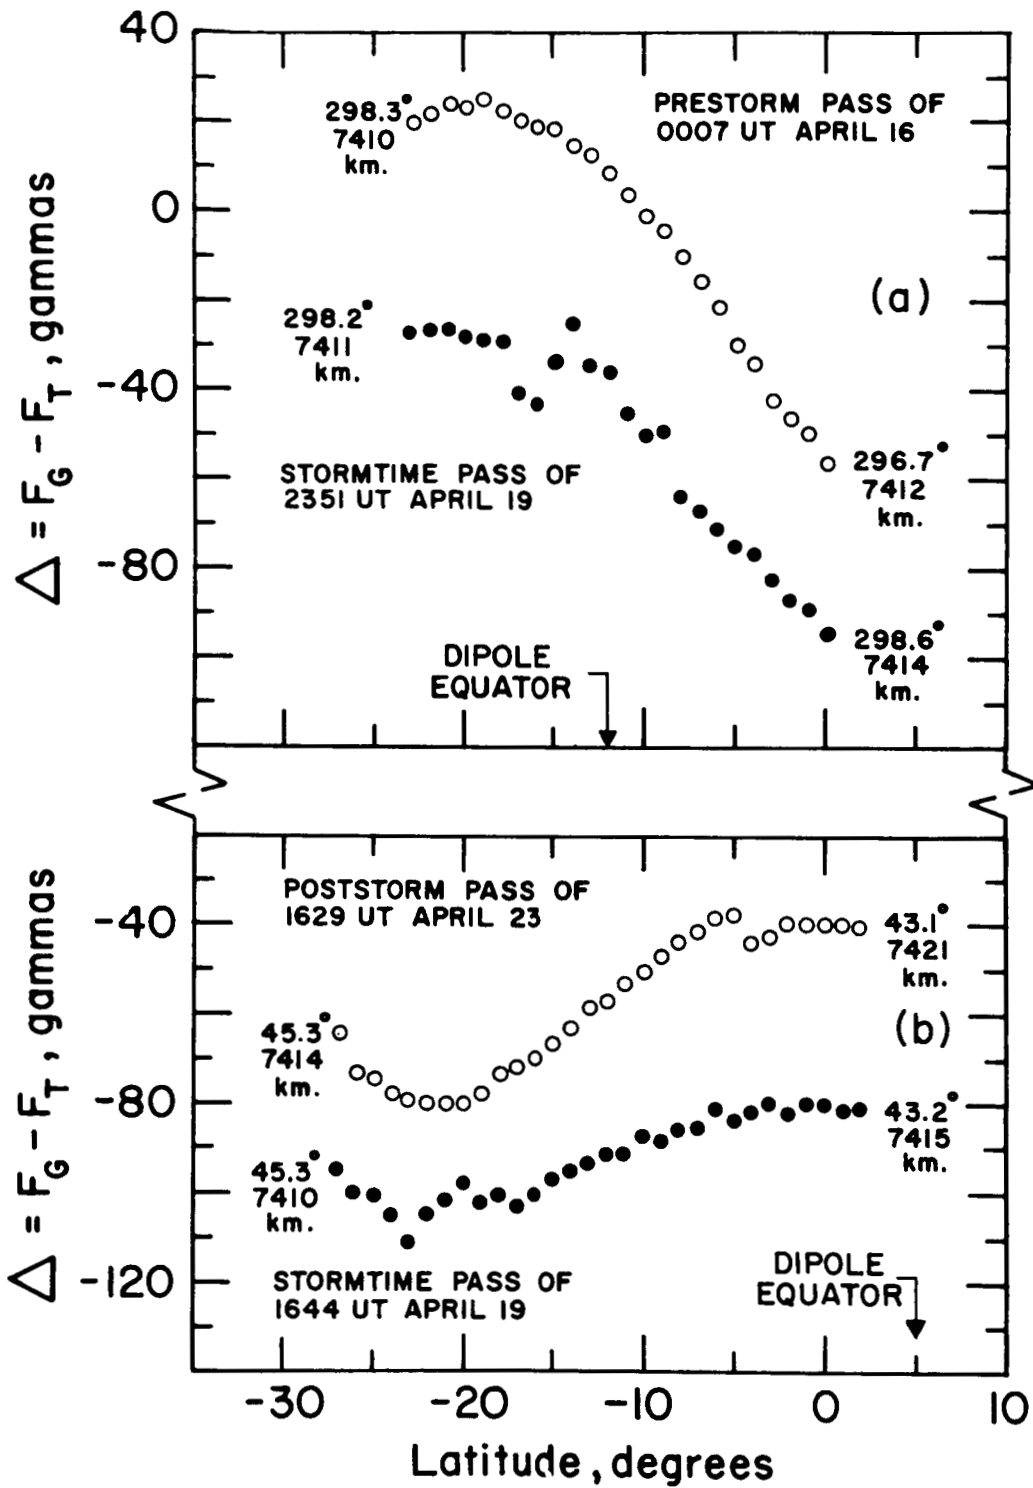 40
0
-40
-80
Δ = F_G - F_T, gammas
298.3°
7410
km.
PRESTORM PASS OF
0007 UT APRIL 16
(a)
298.2°
7411
km.
STORMTIME PASS OF
2351 UT APRIL 19
296.7°
7412
km.
298.6°
7414
km.
DIPOLE
EQUATOR
-40
-80
-120
Δ = F_G - F_T, gammas
POSTSTORM PASS OF
1629 UT APRIL 23
43.1°
7421
km.
(b)
45.3°
7414
km.
43.2°
7415
km.
45.3°
7410
km.
STORMTIME PASS OF
1644 UT APRIL 19
DIPOLE
EQUATOR
-30 -20 -10 0 10
Latitude, degrees